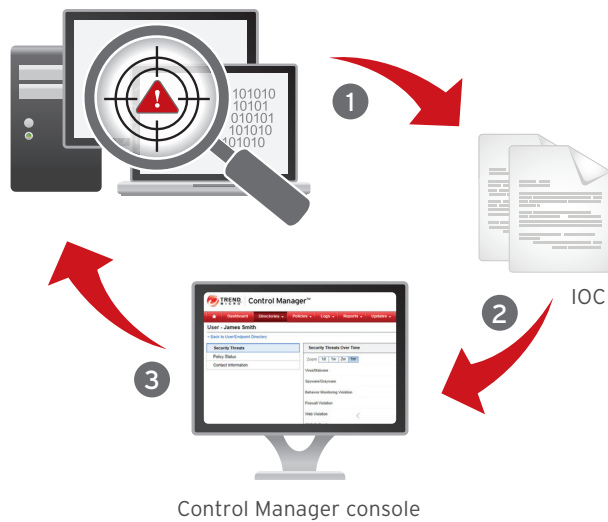 101010
10101
010101
101010
101010
1
IOC
2
TREND MICRO Control Manager™
Dashboard Directories Policies Logs Reports Updates
User - James Smith
< Back to User/Endpoint Directory
Security Threats
Policy Status
Contact Information
Security Threats Over Time
Zoom 1d 1w 2w 1m
Virus/Malware
Spyware/Grayware
Behavior Monitoring Violation
Firewall Violation
Web Violation
3
Control Manager console